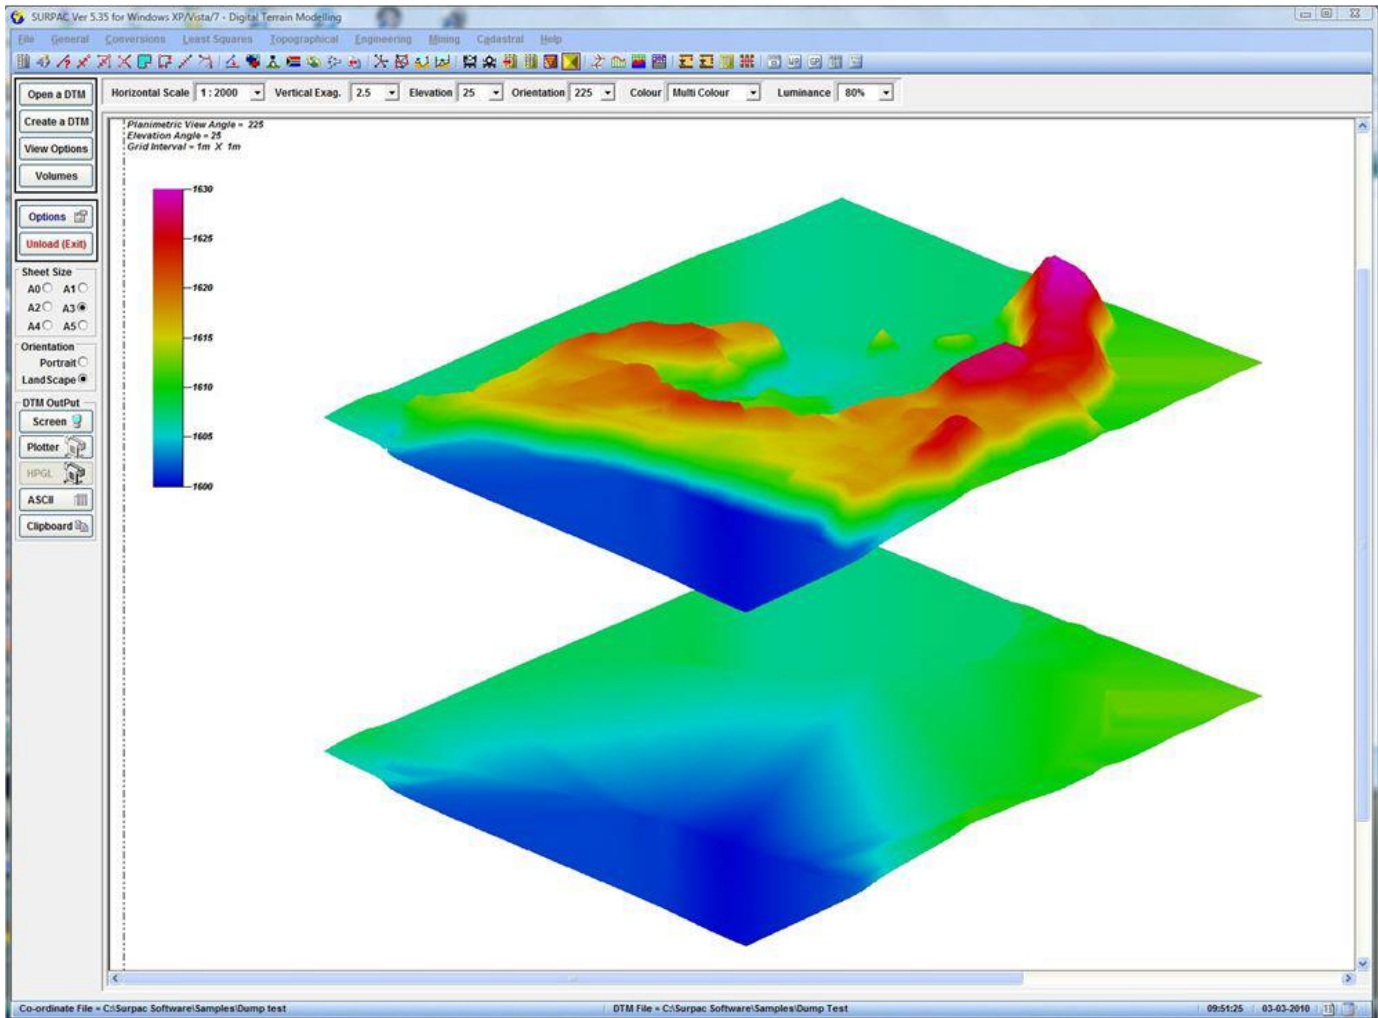 SURPAC Ver 5.35 for Windows XP/Vista/7 - Digital Terrain Modelling
File General Conversions Least Squares Topographical Engineering Mining Cadastral Help
Open a DTM
Create a DTM
View Options
Volumes
Options
Unload (Exit)
Sheet Size
A0 A1
A2 A3
A4 A5
Orientation
Portrait
LandScape
DTM OutPut
Screen
Plotter
HPGL
ASCII
Clipboard
Horizontal Scale 1 : 2000 Vertical Exag. 2.5 Elevation 25 Orientation 225 Colour Multi Colour Luminance 80%
Planimetric View Angle = 225
Elevation Angle = 25
Grid Interval = 1m X 1m
1630
1625
1620
1615
1610
1605
1600
Co-ordinate File = C:\Surpac Software\Samples\Dump test DTM File = C:\Surpac Software\Samples\Dump Test 09:51:25 03-03-2010